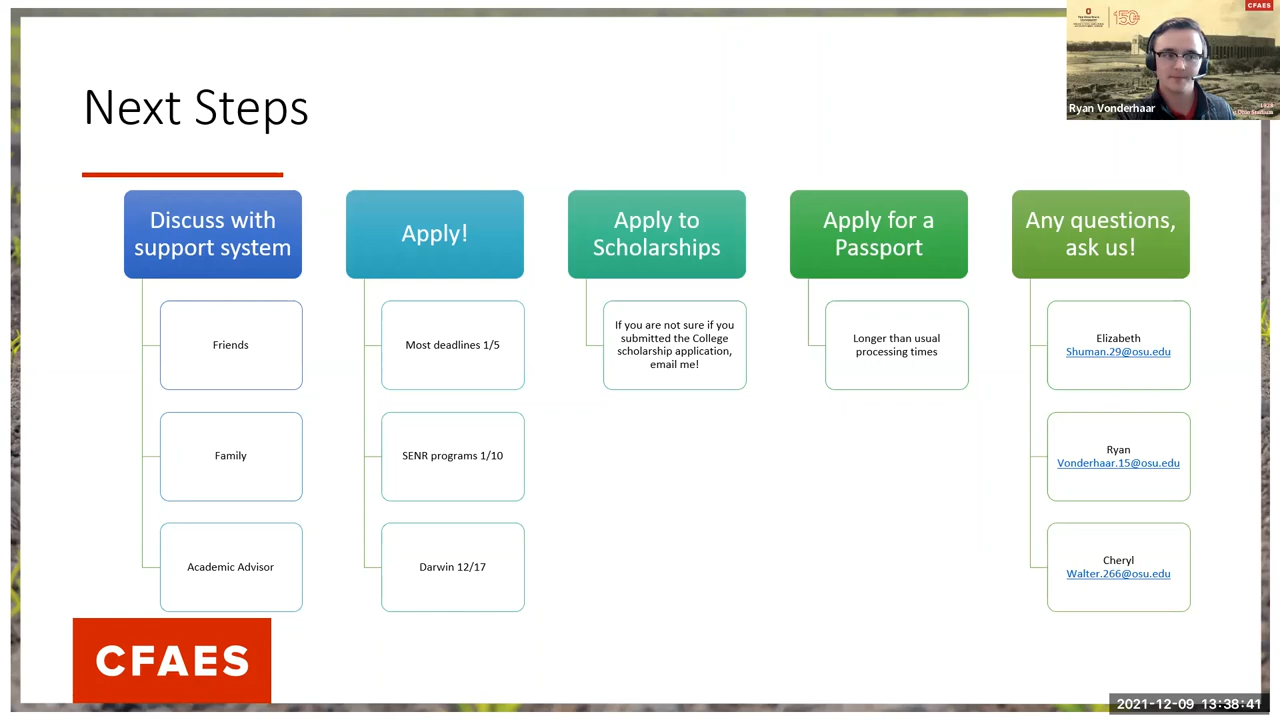 CFAES
150
Ryan Vonderhaar
1928
Ohio Stadium
Next Steps
Discuss with
support system
Friends
Family
Academic Advisor
Apply!
Most deadlines 1/5
SENR programs 1/10
Darwin 12/17
Apply to
Scholarships
If you are not sure if you
submitted the College
scholarship application,
email me!
Apply for a
Passport
Longer than usual
processing times
Any questions,
ask us!
Elizabeth
Shuman.29@osu.edu
Ryan
Vonderhaar.15@osu.edu
Cheryl
Walter.266@osu.edu
CFAES
2021-12-09 13:38:41